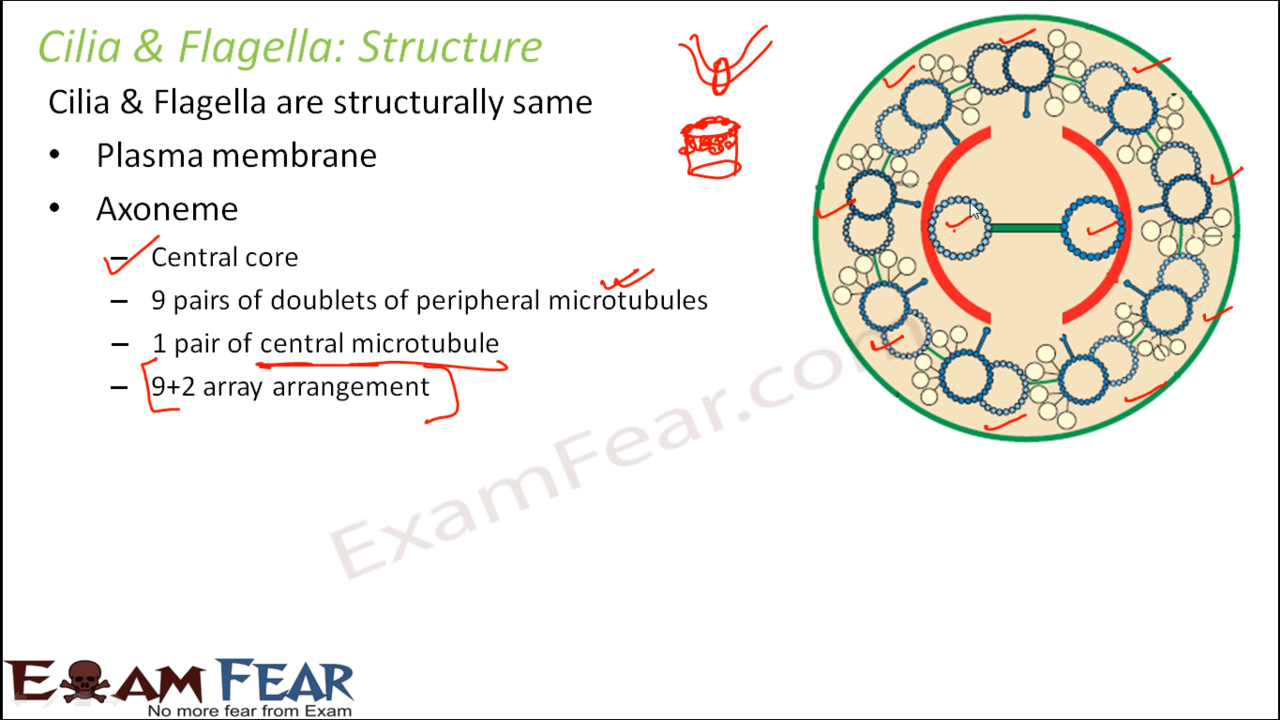 Cilia & Flagella: Structure
Cilia & Flagella are structurally same
• Plasma membrane
• Axoneme
– Central core
– 9 pairs of doublets of peripheral microtubules
– 1 pair of central microtubule
– 9+2 array arrangement
ExamFear.com
EXAM FEAR
No more fear from Exam